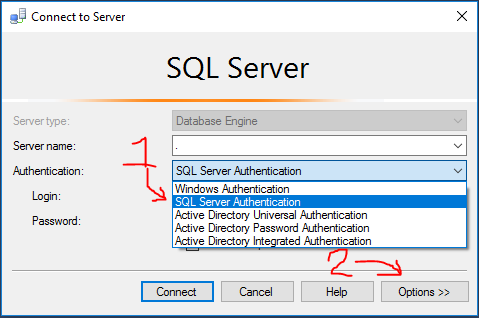 Connect to Server
SQL Server
Server type: Database Engine
Server name: .
1
Authentication: SQL Server Authentication
Windows Authentication
Login: SQL Server Authentication
Active Directory Universal Authentication
Password: Active Directory Password Authentication
Active Directory Integrated Authentication
2
Connect Cancel Help Options >>